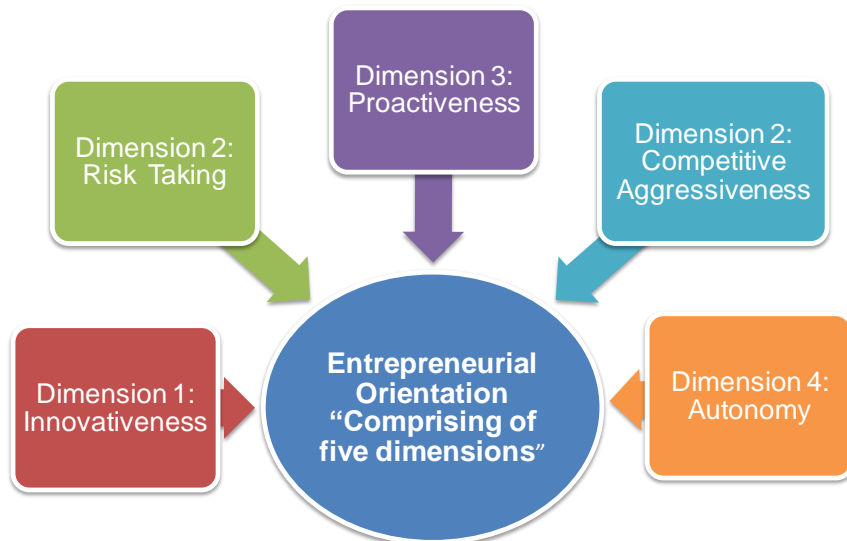 Dimension 3:
Proactiveness
Dimension 2:
Risk Taking
Dimension 2:
Competitive
Aggressiveness
Dimension 1:
Innovativeness
Entrepreneurial
Orientation
“Comprising of
five dimensions”
Dimension 4:
Autonomy